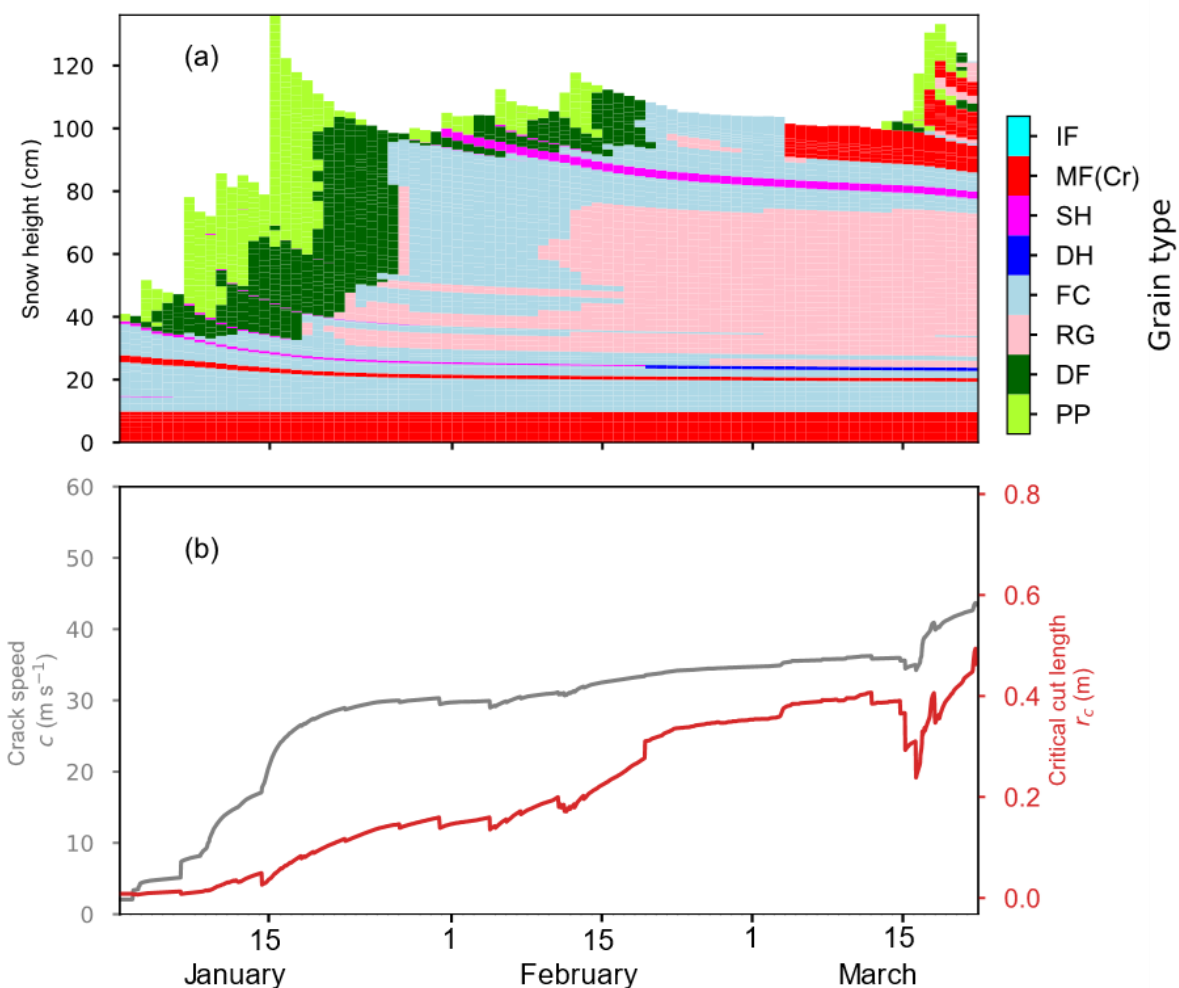 (a)
Snow height (cm)
120
100
80
60
40
20
0
IF
MF(Cr)
SH
DH
FC
RG
DF
PP
Grain type
(b)
Crack speed
c (m s⁻¹)
60
50
40
30
20
10
0
0.8
0.6
0.4
0.2
0.0
Critical cut length
r_c (m)
15 1 15 1 15
January February March